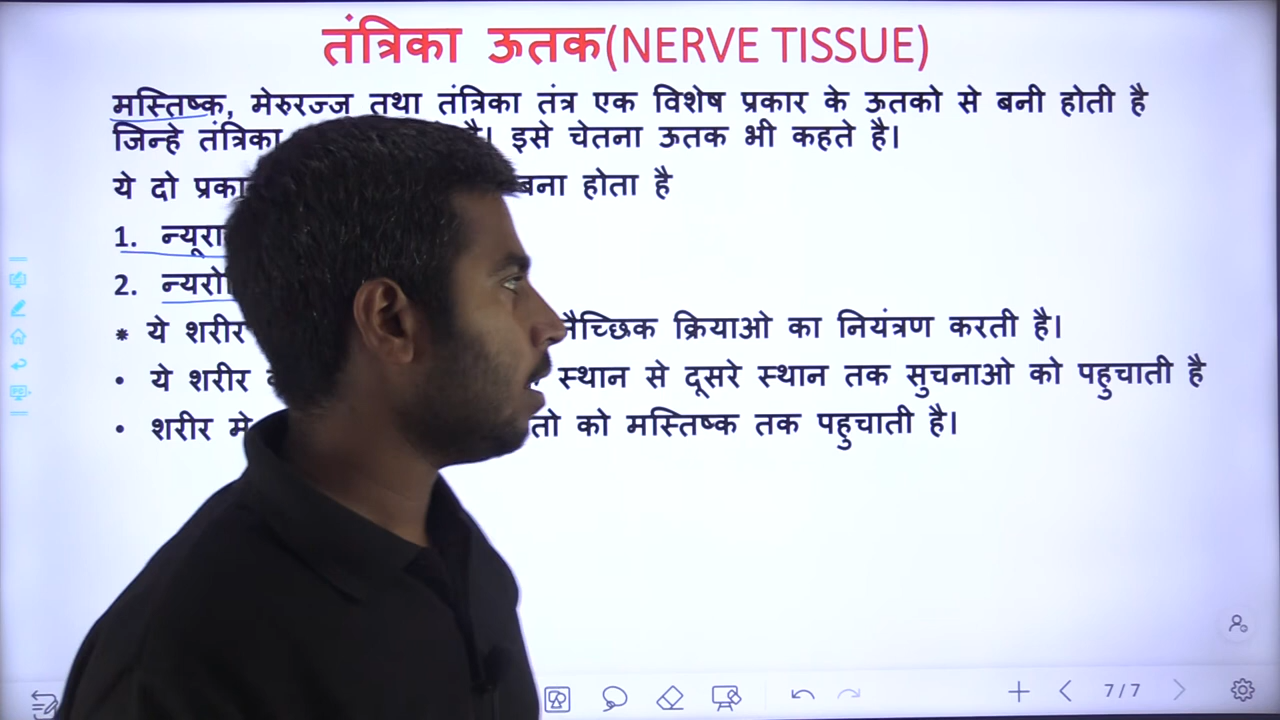 तंत्रिका ऊतक(NERVE TISSUE)
मस्तिष्क, मेरुरज्ज तथा तंत्रिका तंत्र एक विशेष प्रकार के ऊतको से बनी होती है
जिन्हे तंत्रिका है। इसे चेतना ऊतक भी कहते है।
ये दो बना होता है
1.
2.
* ये शरीर क्रियाओ का नियंत्रण करती है।
• ये शरीर स्थान से दूसरे स्थान तक सुचनाओ को पहुचाती है
• शरीर मे को मस्तिष्क तक पहुचाती है।
7/7